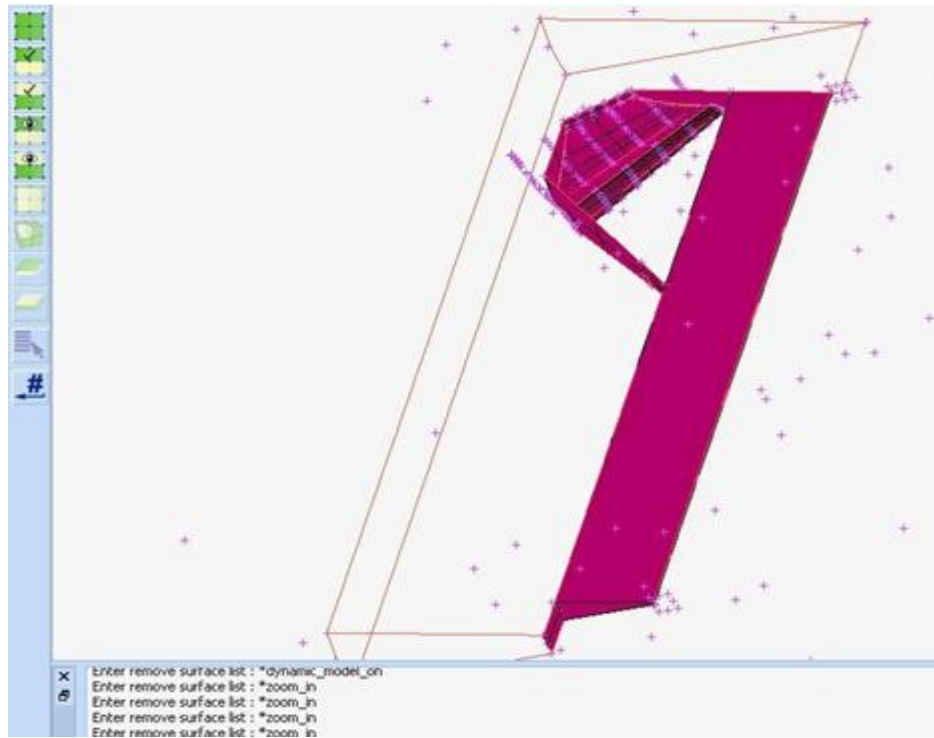 #
Enter remove surface list : *dynamic_model_on
Enter remove surface list : *zoom_in
Enter remove surface list : *zoom_in
Enter remove surface list : *zoom_in
Enter remove surface list : *zoom_in